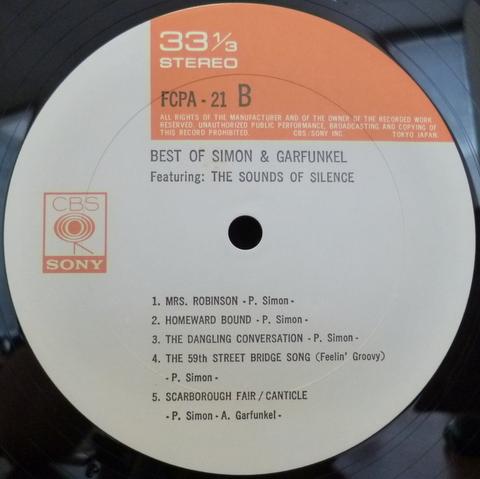 33 1/3
STEREO
FCPA - 21 B
ALL RIGHTS OF THE MANUFACTURER AND OF THE OWNER OF THE RECORDED WORK
RESERVED. UNAUTHORIZED PUBLIC PERFORMANCE, BROADCASTING AND COPYING OF
THIS RECORD PROHIBITED. CBS/SONY INC. TOKYO JAPAN.
BEST OF SIMON & GARFUNKEL
Featuring: THE SOUNDS OF SILENCE
CBS
SONY
1. MRS. ROBINSON - P. Simon -
2. HOMEWARD BOUND - P. Simon -
3. THE DANGLING CONVERSATION - P. Simon -
4. THE 59th STREET BRIDGE SONG (Feelin' Groovy)
- P. Simon -
5. SCARBOROUGH FAIR / CANTICLE
- P. Simon - A. Garfunkel -